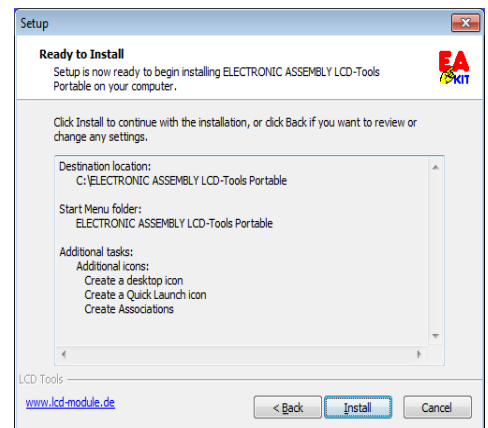 Setup
Ready to Install
Setup is now ready to begin installing ELECTRONIC ASSEMBLY LCD-Tools
Portable on your computer.
EA
KIT
Click Install to continue with the installation, or click Back if you want to review or
change any settings.
Destination location:
C:\ELECTRONIC ASSEMBLY LCD-Tools Portable
Start Menu folder:
ELECTRONIC ASSEMBLY LCD-Tools Portable
Additional tasks:
Additional icons:
Create a desktop icon
Create a Quick Launch icon
Create Associations
LCD Tools
www.lcd-module.de
< Back
Install
Cancel